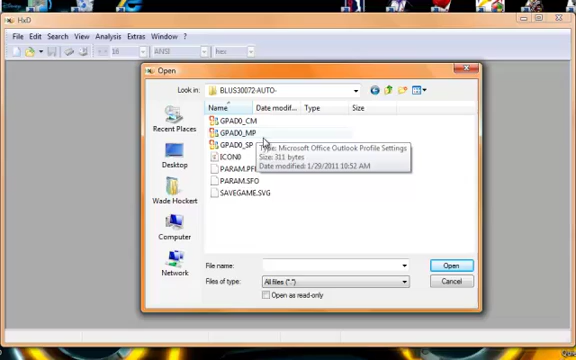 HxD
File Edit Search View Analysis Extras Window ?
16 ANSI hex
Open
Look in: BLUS30072-AUTO-
Name Date modif... Type Size
GPAD0_CM
GPAD0_MP
GPAD0_SP
Type: Microsoft Office Outlook Profile Settings
ICON0
Size: 311 bytes
PARAM.PF
Date modified: 1/29/2011 10:52 AM
PARAM.SFO
SAVEGAME.SVG
Recent Places
Desktop
Wade Hockert
Computer
Network
File name:
Open
Files of type: All files (*.*)
Cancel
Open as read-only